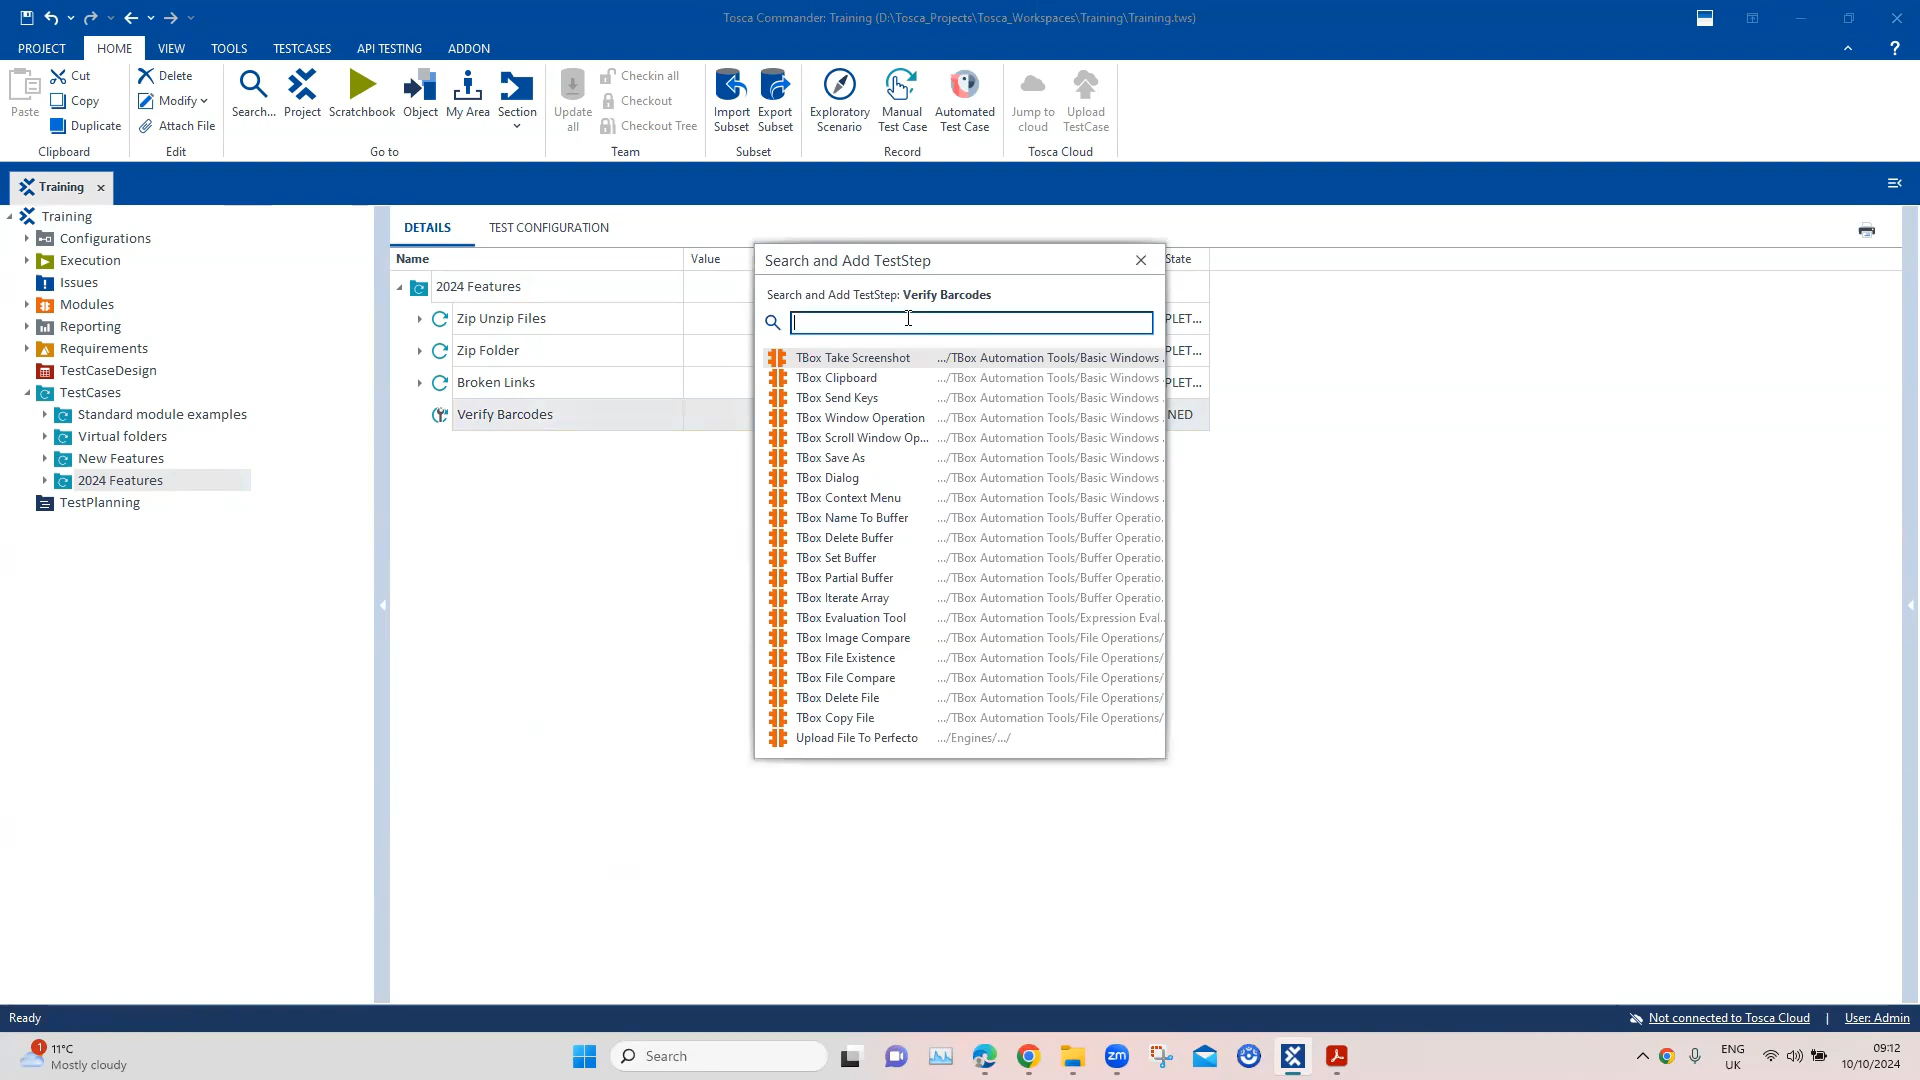 Tosca Commander: Training (D:\Tosca_Projects\Tosca_Workspaces\Training\Training.tws)
PROJECT HOME VIEW TOOLS TESTCASES API TESTING ADDON ?
Paste Cut Copy Duplicate Clipboard
Delete Modify Attach File Edit
Search... Project Scratchbook Object My Area Section Go to
Update all Checkin all Checkout Checkout Tree Team
Import Subset Export Subset Subset
Exploratory Scenario Manual Test Case Automated Test Case Record
Jump to cloud Upload TestCase Tosca Cloud
Training
Training
Configurations
Execution
Issues
Modules
Reporting
Requirements
TestCaseDesign
TestCases
Standard module examples
Virtual folders
New Features
2024 Features
TestPlanning
DETAILS TEST CONFIGURATION
Name Value State
2024 Features
Zip Unzip Files PLET...
Zip Folder PLET...
Broken Links PLET...
Verify Barcodes NED
Search and Add TestStep
Search and Add TestStep: Verify Barcodes
TBox Take Screenshot .../TBox Automation Tools/Basic Windows .
TBox Clipboard .../TBox Automation Tools/Basic Windows .
TBox Send Keys .../TBox Automation Tools/Basic Windows .
TBox Window Operation .../TBox Automation Tools/Basic Windows .
TBox Scroll Window Op... .../TBox Automation Tools/Basic Windows .
TBox Save As .../TBox Automation Tools/Basic Windows .
TBox Dialog .../TBox Automation Tools/Basic Windows .
TBox Context Menu .../TBox Automation Tools/Basic Windows .
TBox Name To Buffer .../TBox Automation Tools/Buffer Operatio.
TBox Delete Buffer .../TBox Automation Tools/Buffer Operatio.
TBox Set Buffer .../TBox Automation Tools/Buffer Operatio.
TBox Partial Buffer .../TBox Automation Tools/Buffer Operatio.
TBox Iterate Array .../TBox Automation Tools/Buffer Operatio.
TBox Evaluation Tool .../TBox Automation Tools/Expression Eval..
TBox Image Compare .../TBox Automation Tools/File Operations/
TBox File Existence .../TBox Automation Tools/File Operations/
TBox File Compare .../TBox Automation Tools/File Operations/
TBox Delete File .../TBox Automation Tools/File Operations/
TBox Copy File .../TBox Automation Tools/File Operations/
Upload File To Perfecto .../Engines/.../
Ready Not connected to Tosca Cloud | User: Admin
1 11°C
Mostly cloudy
Search
zm
ENG
UK
09:12
10/10/2024